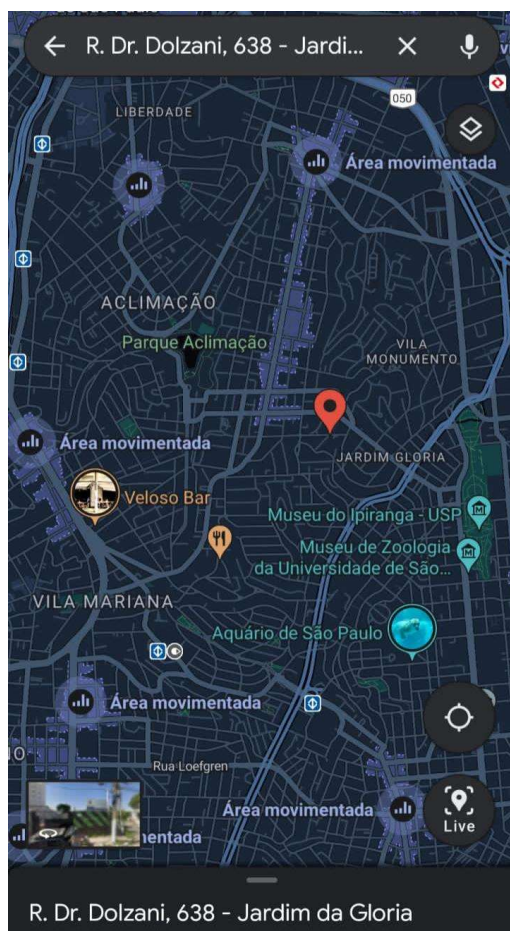 R. Dr. Dolzani, 638 - Jardi...
050
LIBERDADE
Área movimentada
ACLIMAÇÃO
Parque Aclimação
VILA
MONUMENTO
Área movimentada
JARDIM GLORIA
Veloso Bar
Museu do Ipiranga - USP
Museu de Zoologia
da Universidade de São...
VILA MARIANA
Aquário de São Paulo
Área movimentada
Rua Loefgren
Área movimentada
Live
R. Dr. Dolzani, 638 - Jardim da Gloria